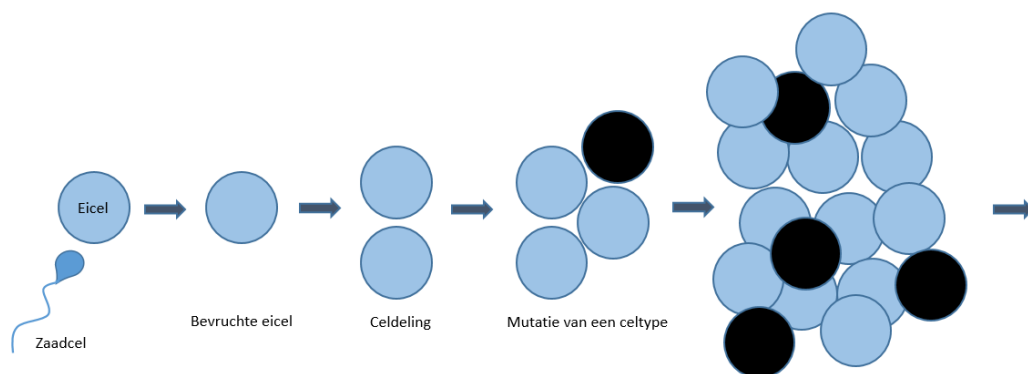 Eicel
Zaadcel
Bevruchte eicel
Celdeling
Mutatie van een celtype